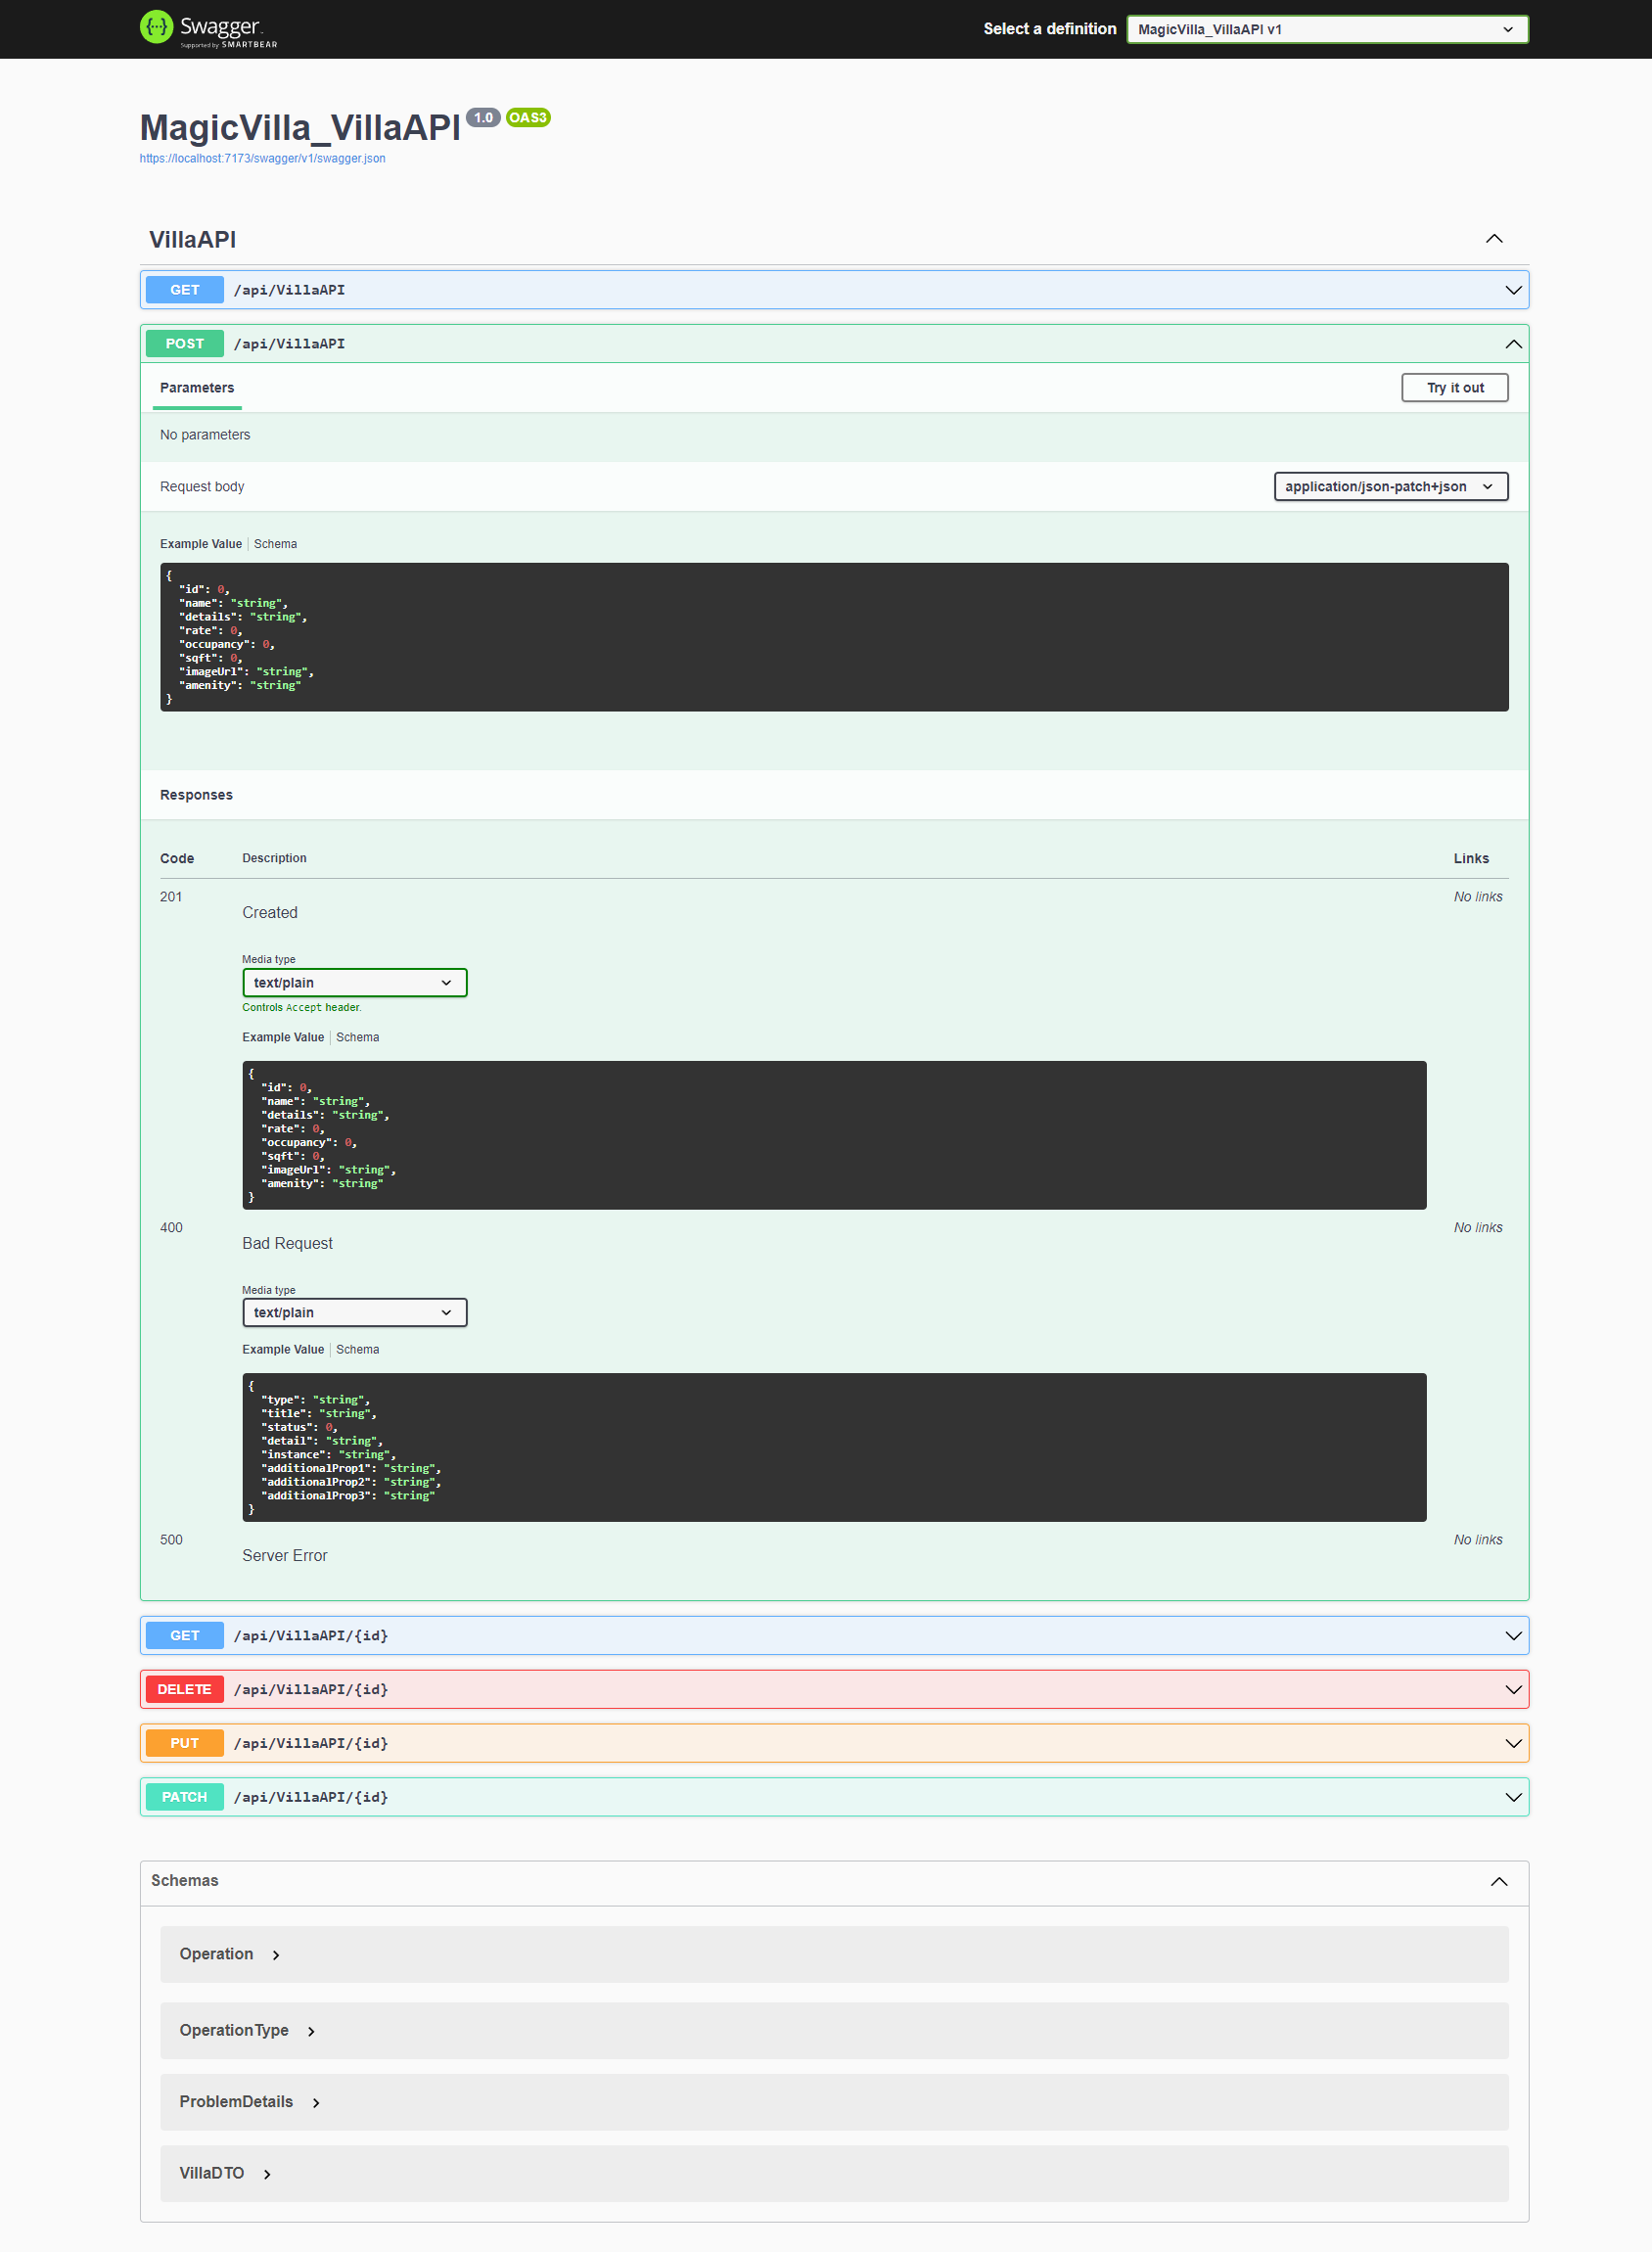 Swagger
Supported by SMARTBEAR
Select a definition
MagicVilla_VillaAPI v1
MagicVilla_VillaAPI 1.0 OAS3
https://localhost:7173/swagger/v1/swagger.json
VillaAPI
GET /api/VillaAPI
POST /api/VillaAPI
Parameters
Try it out
No parameters
Request body
application/json-patch+json
Example Value | Schema
{
"id": 0,
"name": "string",
"details": "string",
"rate": 0,
"occupancy": 0,
"sqft": 0,
"imageUrl": "string",
"amenity": "string"
}
Responses
Code Description Links
201 No links
Created
Media type
text/plain
Controls Accept header.
Example Value | Schema
{
"id": 0,
"name": "string",
"details": "string",
"rate": 0,
"occupancy": 0,
"sqft": 0,
"imageUrl": "string",
"amenity": "string"
}
400 No links
Bad Request
Media type
text/plain
Example Value | Schema
{
"type": "string",
"title": "string",
"status": 0,
"detail": "string",
"instance": "string",
"additionalProp1": "string",
"additionalProp2": "string",
"additionalProp3": "string"
}
500 No links
Server Error
GET /api/VillaAPI/{id}
DELETE /api/VillaAPI/{id}
PUT /api/VillaAPI/{id}
PATCH /api/VillaAPI/{id}
Schemas
Operation
OperationType
ProblemDetails
VillaDTO